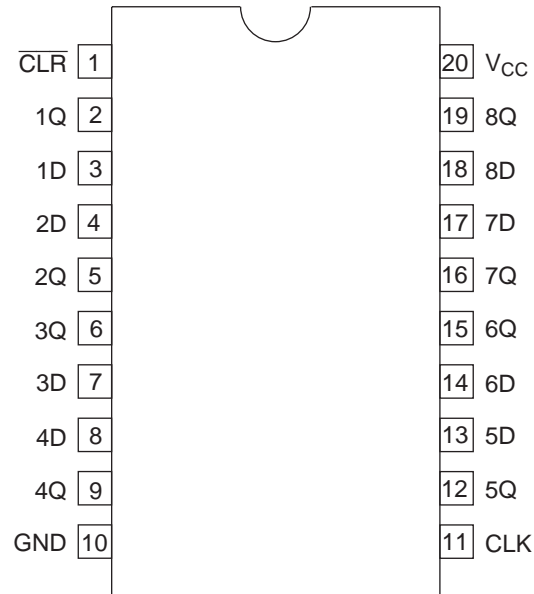 C̅L̅R̅ 1 20 VCC
1Q 2 19 8Q
1D 3 18 8D
2D 4 17 7D
2Q 5 16 7Q
3Q 6 15 6Q
3D 7 14 6D
4D 8 13 5D
4Q 9 12 5Q
GND 10 11 CLK